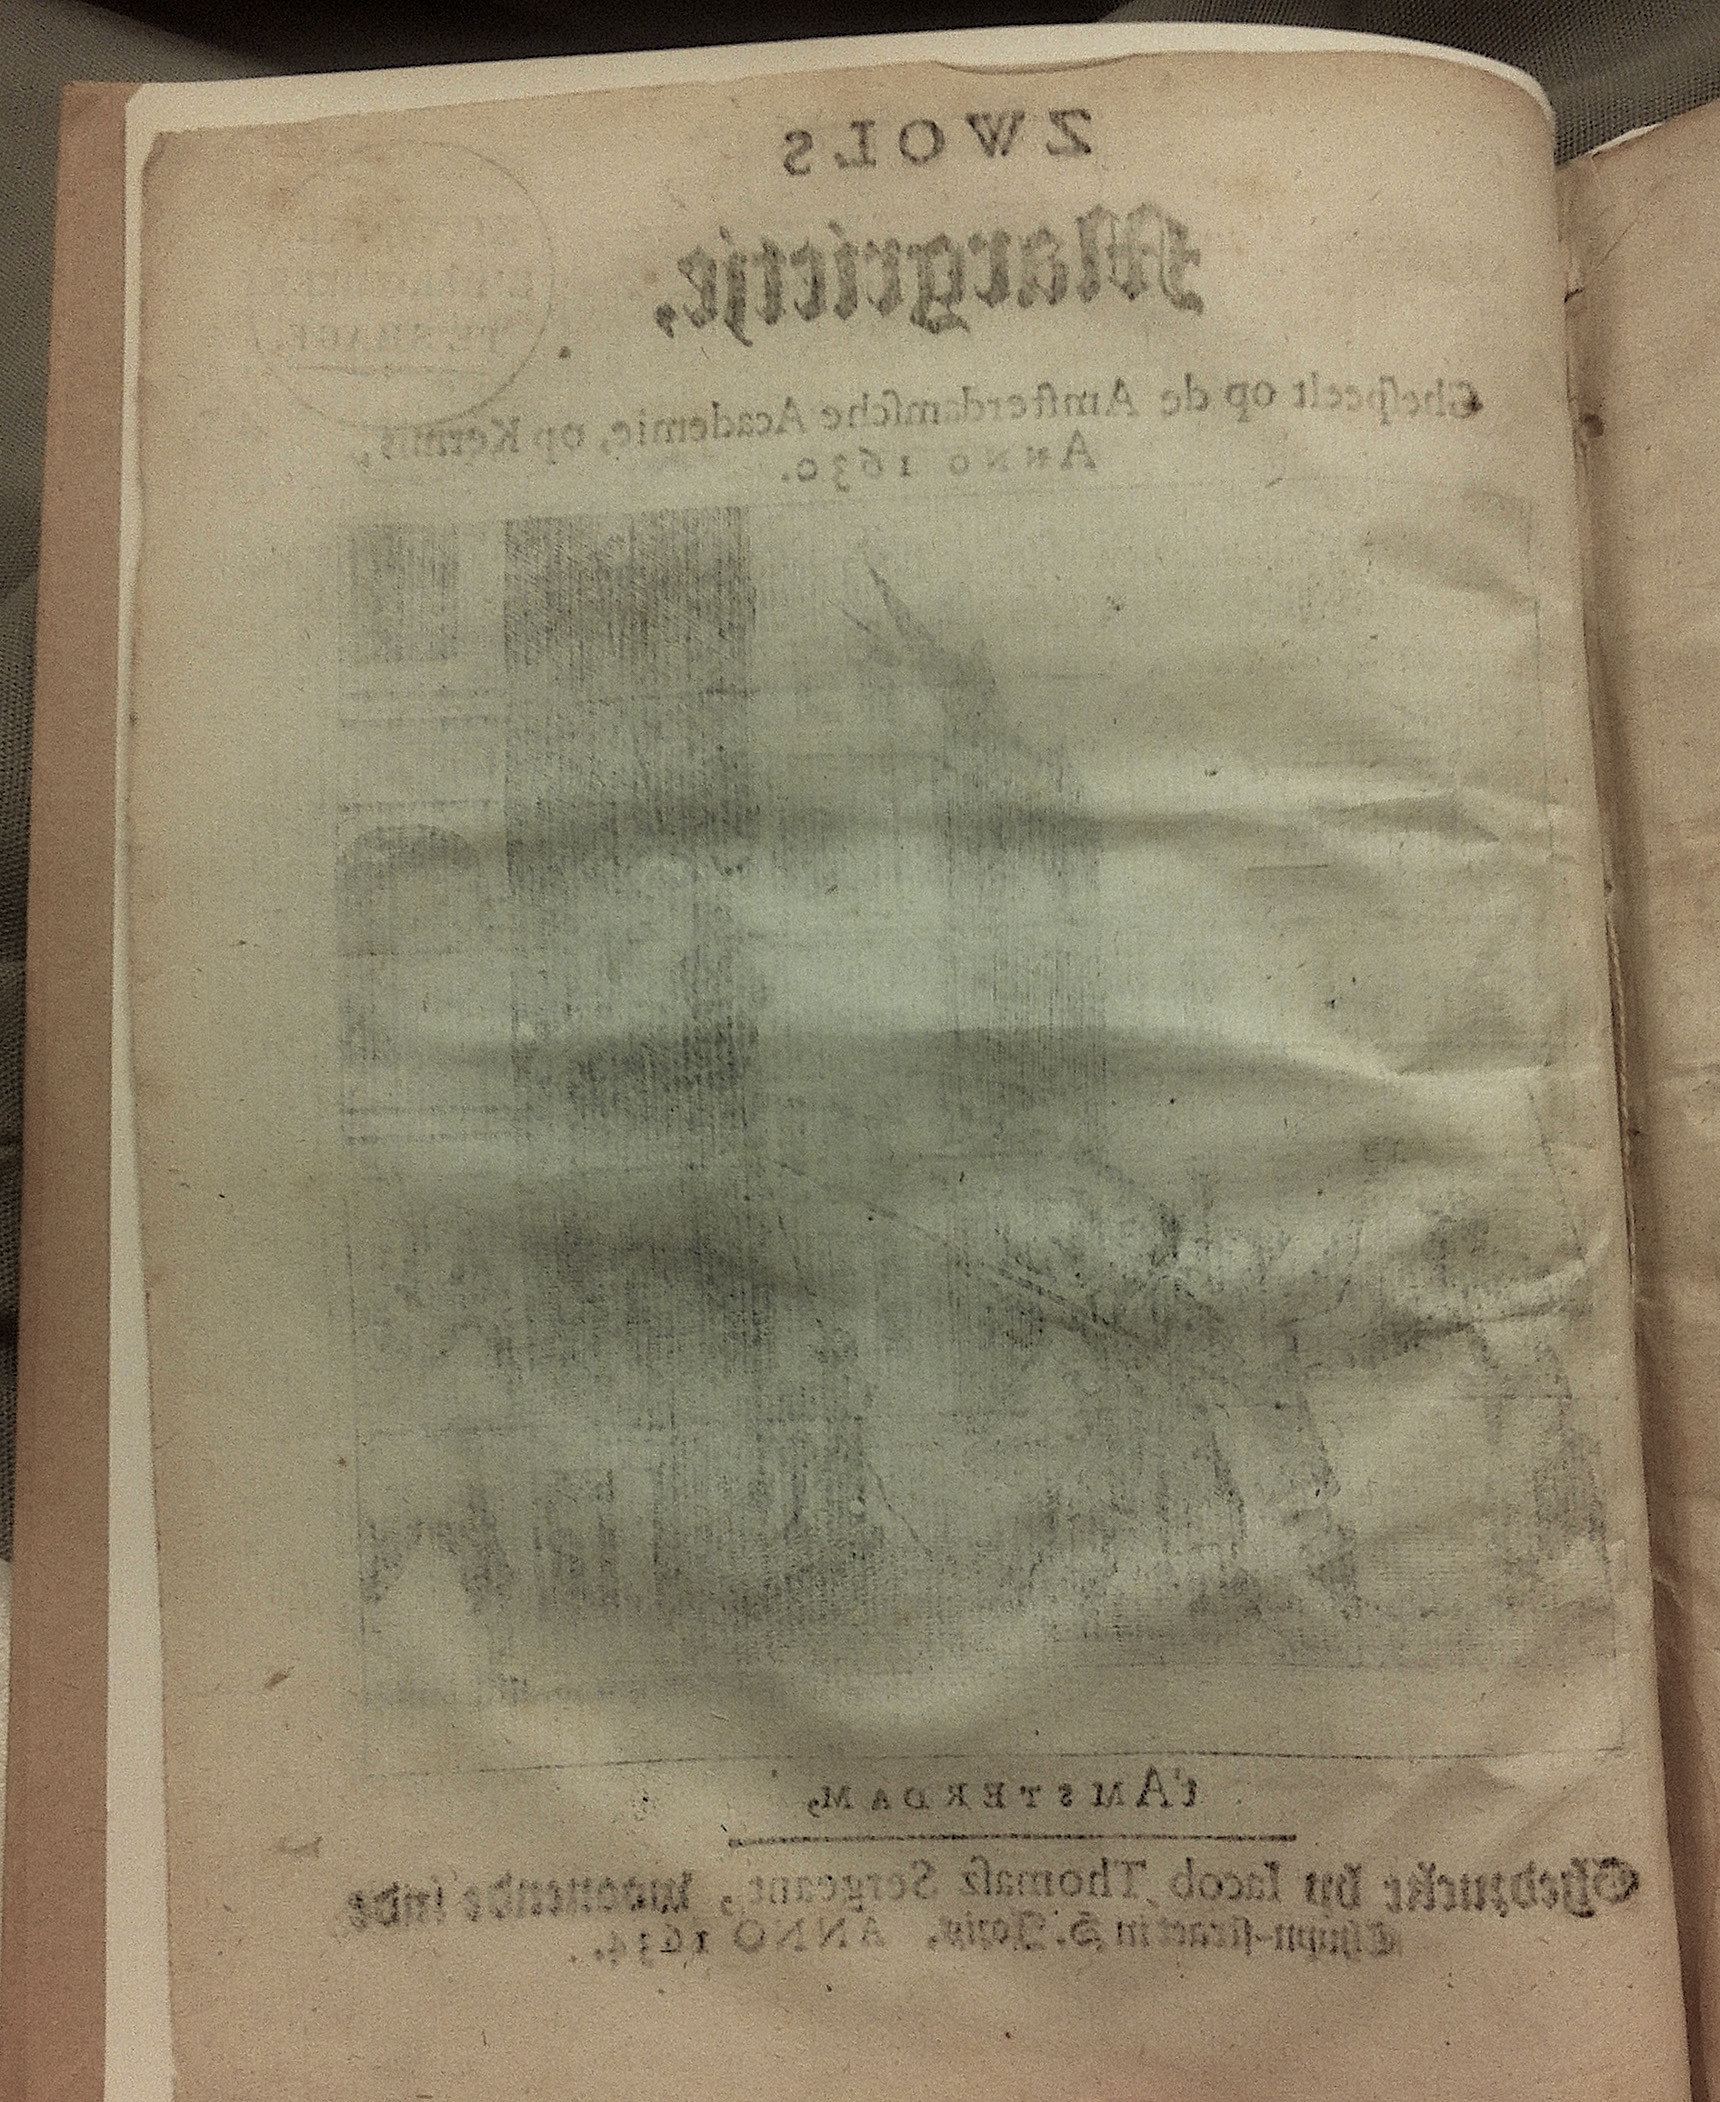 ZWOLS
Margrietje,
Gheſpeelt op de Amſterdamſche Academie, op Kermis,
ANNO 1630.
t'AMSTERDAM,
Ghedruckt by Iacob Thomaſz Sergeant, woonende inde
ſtraet in S. ANNO 1634.